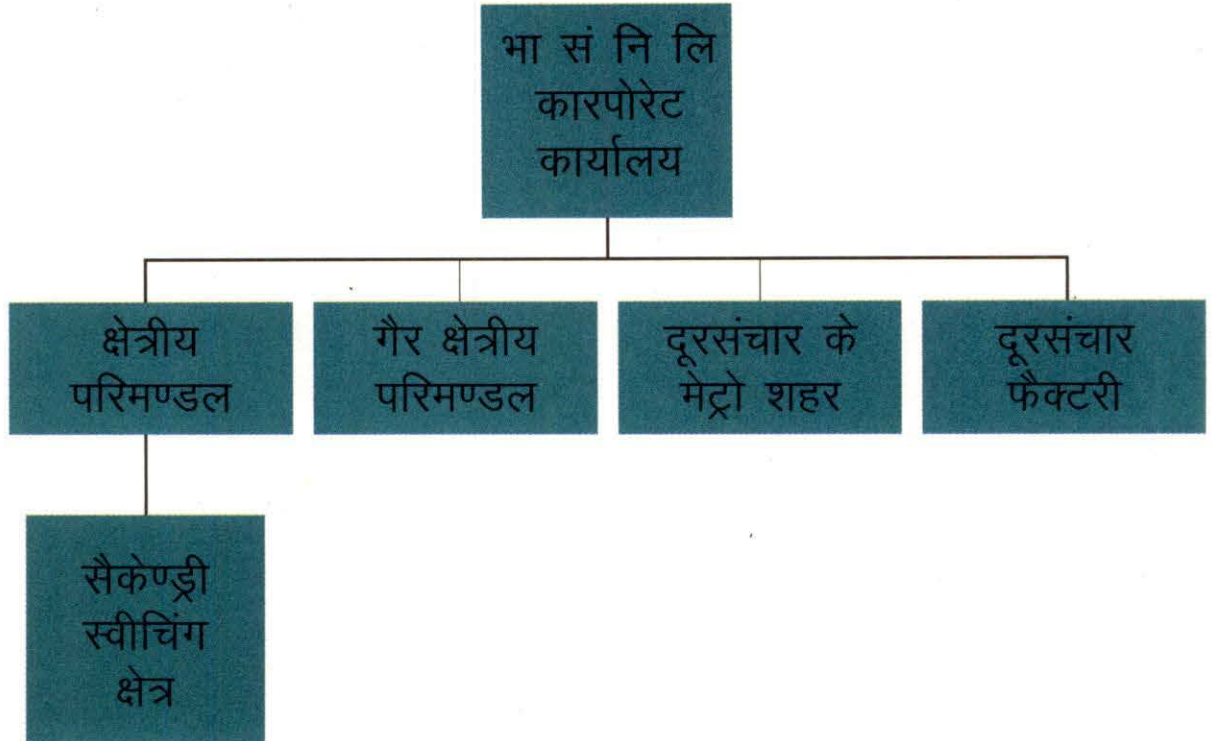 भा सं नि लि
कारपोरेट
कार्यालय
क्षेत्रीय
परिमण्डल
गैर क्षेत्रीय
परिमण्डल
दूरसंचार के
मेट्रो शहर
दूरसंचार
फैक्टरी
सैकेण्ड्री
स्वीचिंग
क्षेत्र